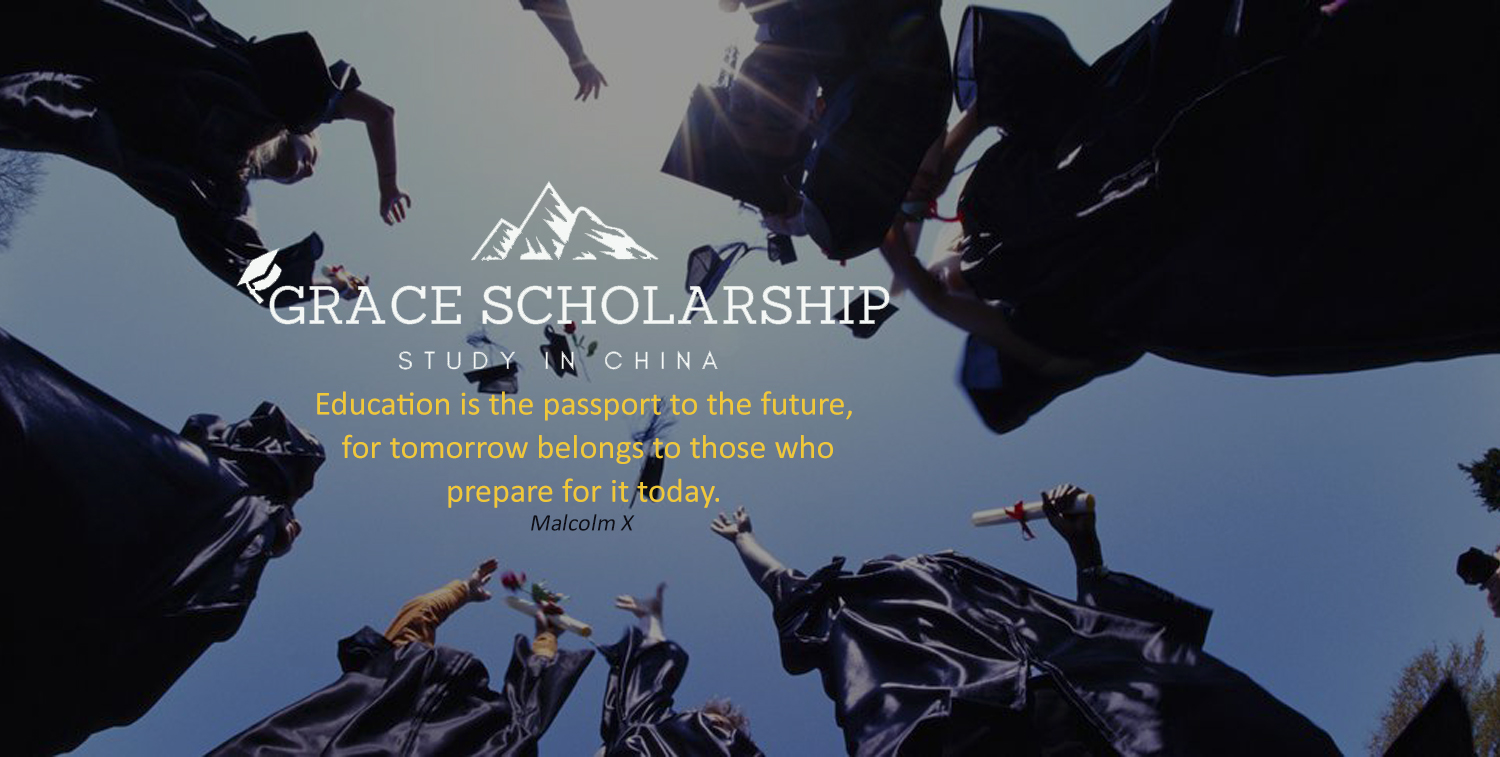 GRACE SCHOLARSHIP
STUDY IN CHINA
Education is the passport to the future,
for tomorrow belongs to those who
prepare for it today.
Malcolm X